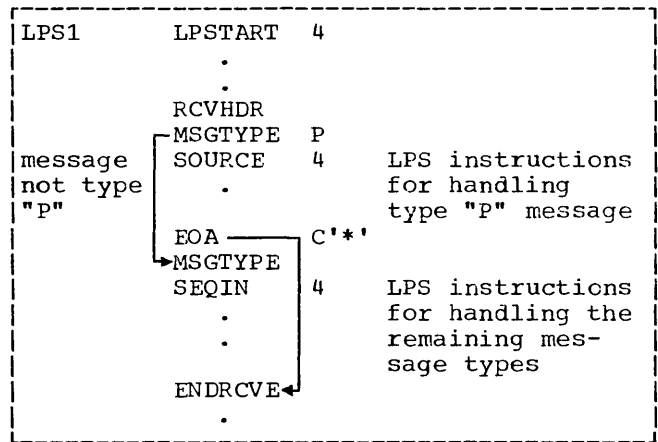 LPS1 LPSTART 4
.
.
RCVHDR
MSGTYPE P
message SOURCE 4 LPS instructions
not type . for handling
"P" type "P" message
EOA C'*'
MSGTYPE
SEQIN 4 LPS instructions
. for handling the
. remaining mes-
sage types
ENDRCVE
.